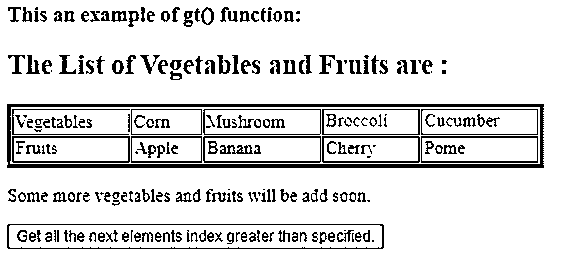 This an example of gt() function:
The List of Vegetables and Fruits are :
Vegetables Corn Mushroom Broccoli Cucumber
Fruits Apple Banana Cherry Pome
Some more vegetables and fruits will be add soon.
Get all the next elements index greater than specified.